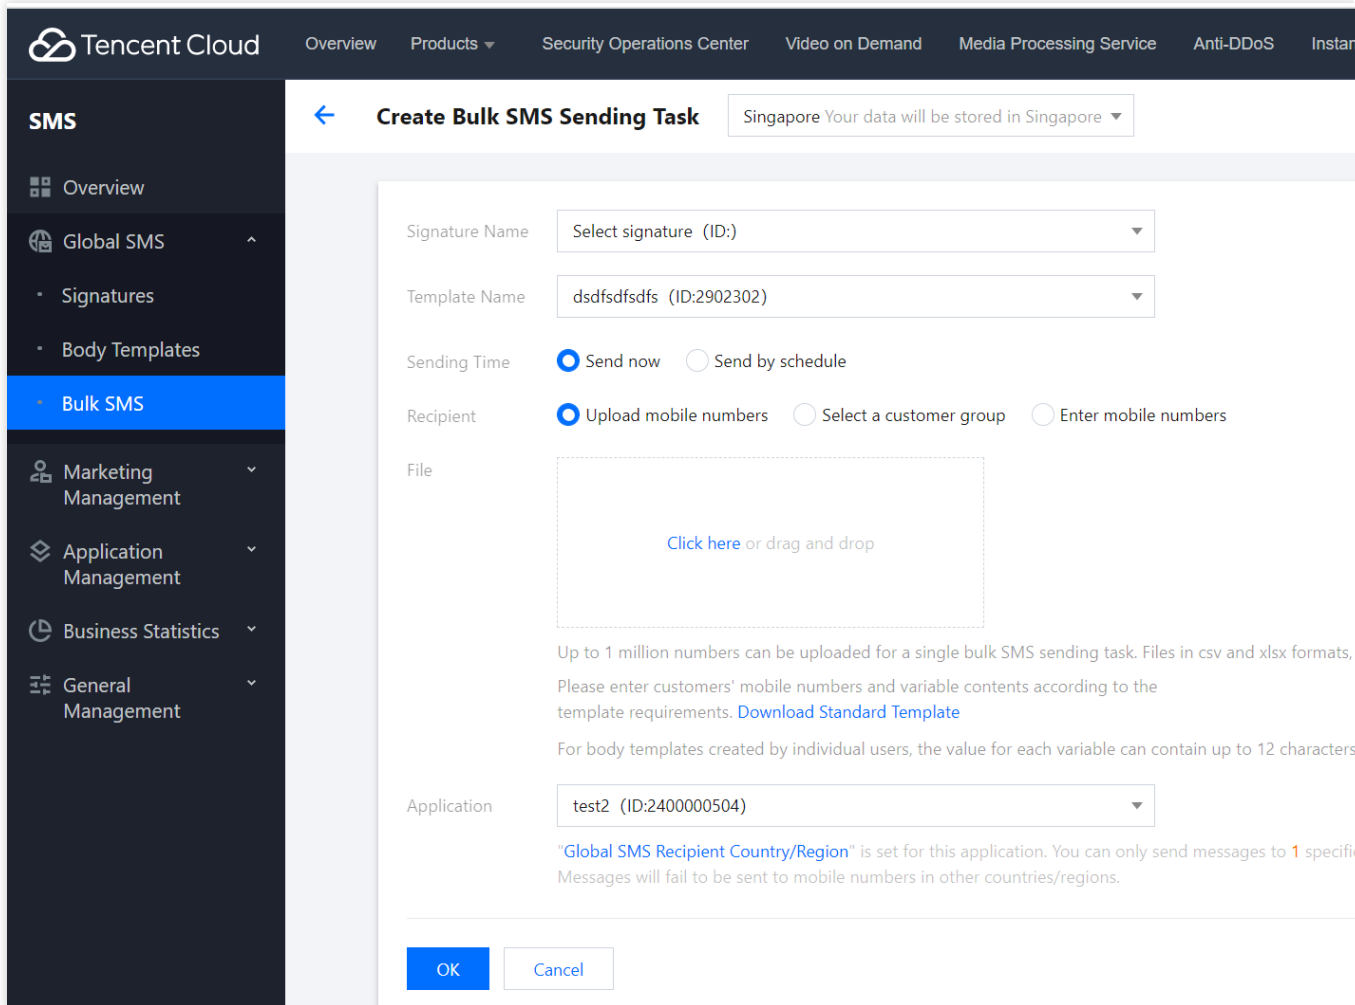 Tencent Cloud
Overview
Products
Security Operations Center
Video on Demand
Media Processing Service
Anti-DDoS
Instan
SMS
Create Bulk SMS Sending Task
Singapore Your data will be stored in Singapore
Overview
Global SMS
Signatures
Body Templates
Bulk SMS
Marketing
Management
Application
Management
Business Statistics
General
Management
Signature Name
Select signature (ID:)
Template Name
dsdfsdfsdfs (ID:2902302)
Sending Time
Send now
Send by schedule
Recipient
Upload mobile numbers
Select a customer group
Enter mobile numbers
File
Click here or drag and drop
Up to 1 million numbers can be uploaded for a single bulk SMS sending task. Files in csv and xlsx formats,
Please enter customers' mobile numbers and variable contents according to the
template requirements. Download Standard Template
For body templates created by individual users, the value for each variable can contain up to 12 characters
Application
test2 (ID:2400000504)
"Global SMS Recipient Country/Region" is set for this application. You can only send messages to 1 specifi
Messages will fail to be sent to mobile numbers in other countries/regions.
OK
Cancel